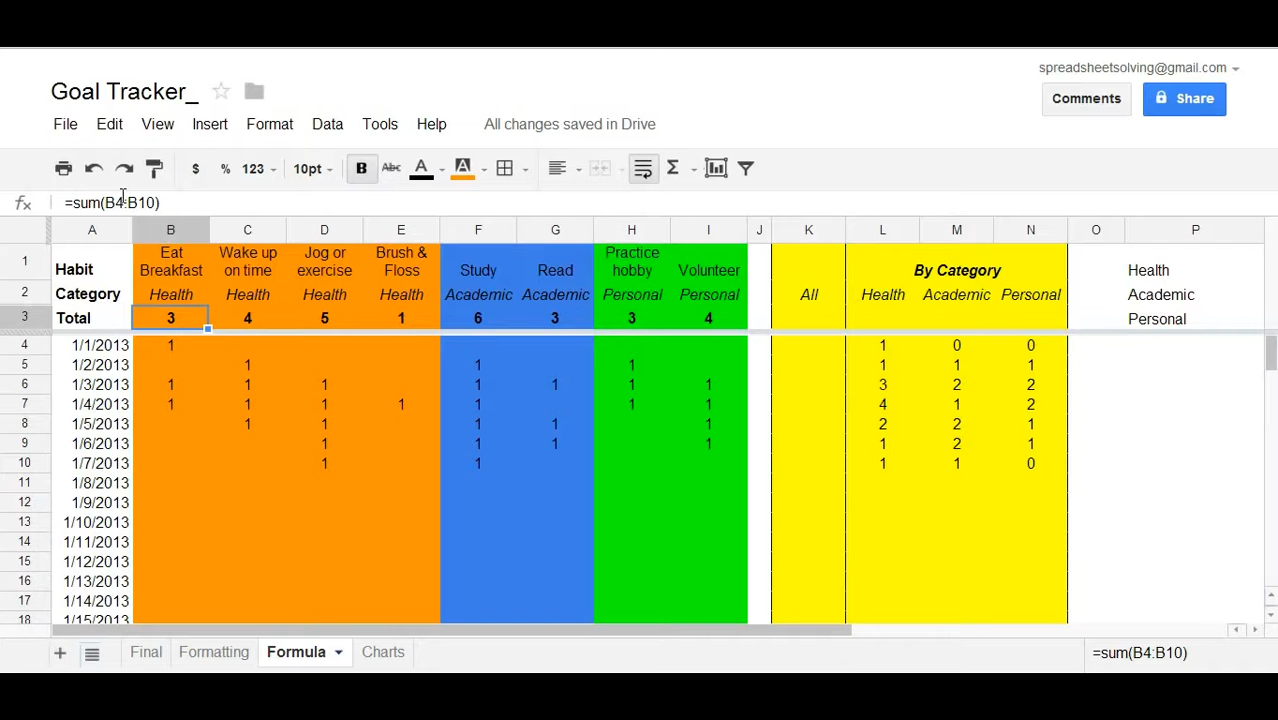 spreadsheetsolving@gmail.com
Goal Tracker_
Comments
Share
File Edit View Insert Format Data Tools Help All changes saved in Drive
$ % 123 10pt B Abc A A Σ
fx =sum(B4:B10)
A B C D E F G H I J K L M N O P
1 Habit Eat Breakfast Wake up on time Jog or exercise Brush & Floss Study Read Practice hobby Volunteer By Category Health
2 Category Health Health Health Health Academic Academic Personal Personal All Health Academic Personal Academic
3 Total 3 4 5 1 6 3 3 4 Personal
4 1/1/2013 1 1 0 0
5 1/2/2013 1 1 1 1 1 1
6 1/3/2013 1 1 1 1 1 1 1 3 2 2
7 1/4/2013 1 1 1 1 1 1 1 4 1 2
8 1/5/2013 1 1 1 1 1 2 2 1
9 1/6/2013 1 1 1 1 1 2 1
10 1/7/2013 1 1 1 1 0
11 1/8/2013
12 1/9/2013
13 1/10/2013
14 1/11/2013
15 1/12/2013
16 1/13/2013
17 1/14/2013
18 1/15/2013
Final Formatting Formula Charts =sum(B4:B10)